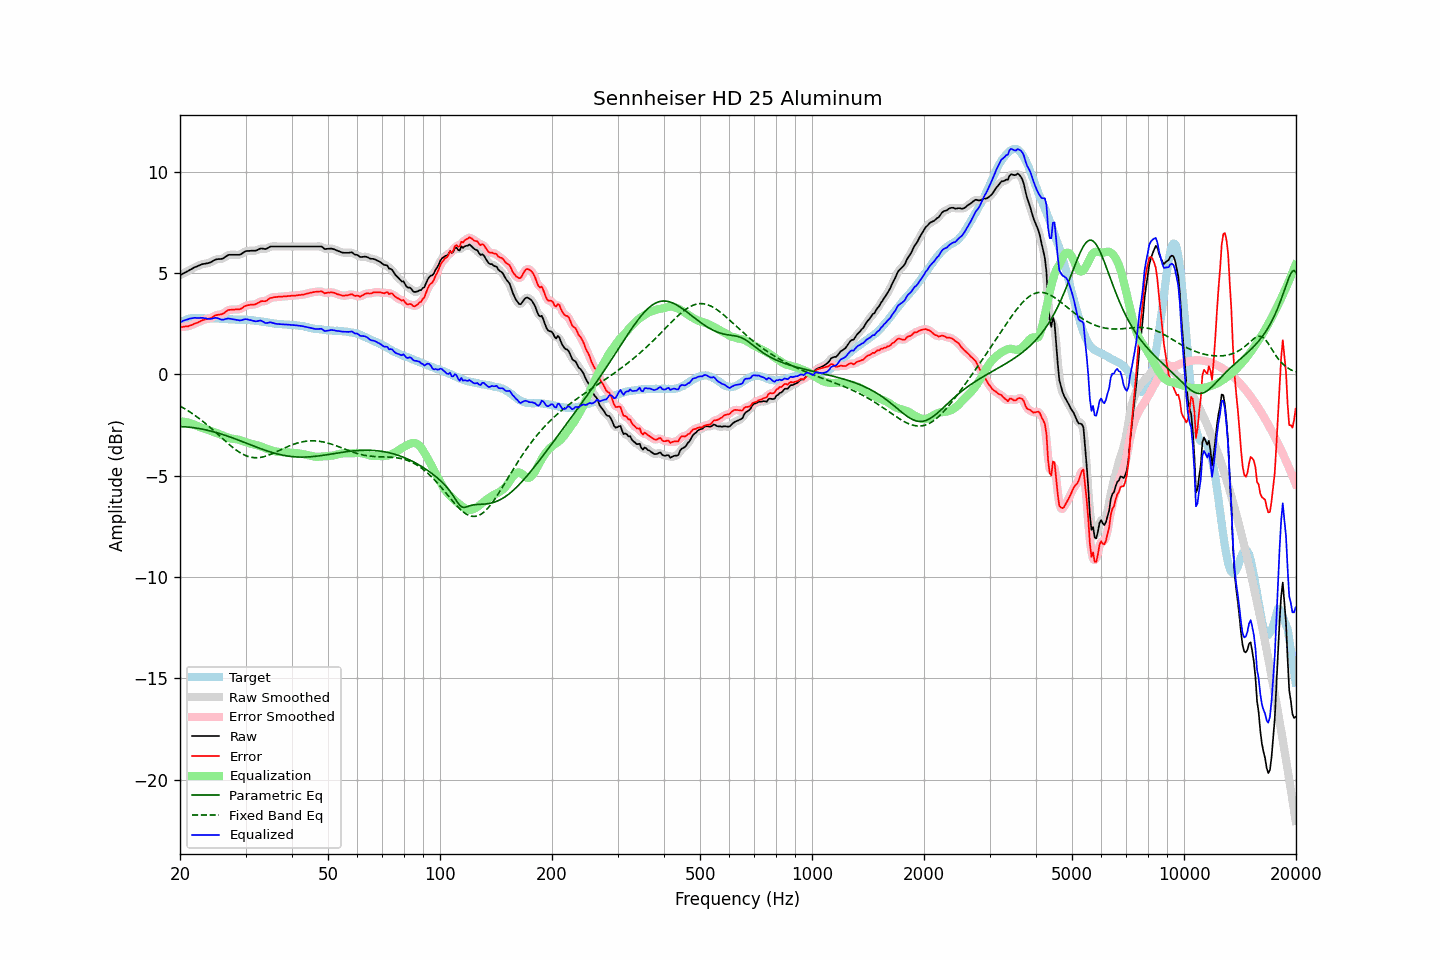 Sennheiser HD 25 Aluminum
Amplitude (dBr)
10
5
0
−5
−10
−15
−20
Target
Raw Smoothed
Error Smoothed
Raw
Error
Equalization
Parametric Eq
Fixed Band Eq
Equalized
20 50 100 200 500 1000 2000 5000 10000 20000
Frequency (Hz)